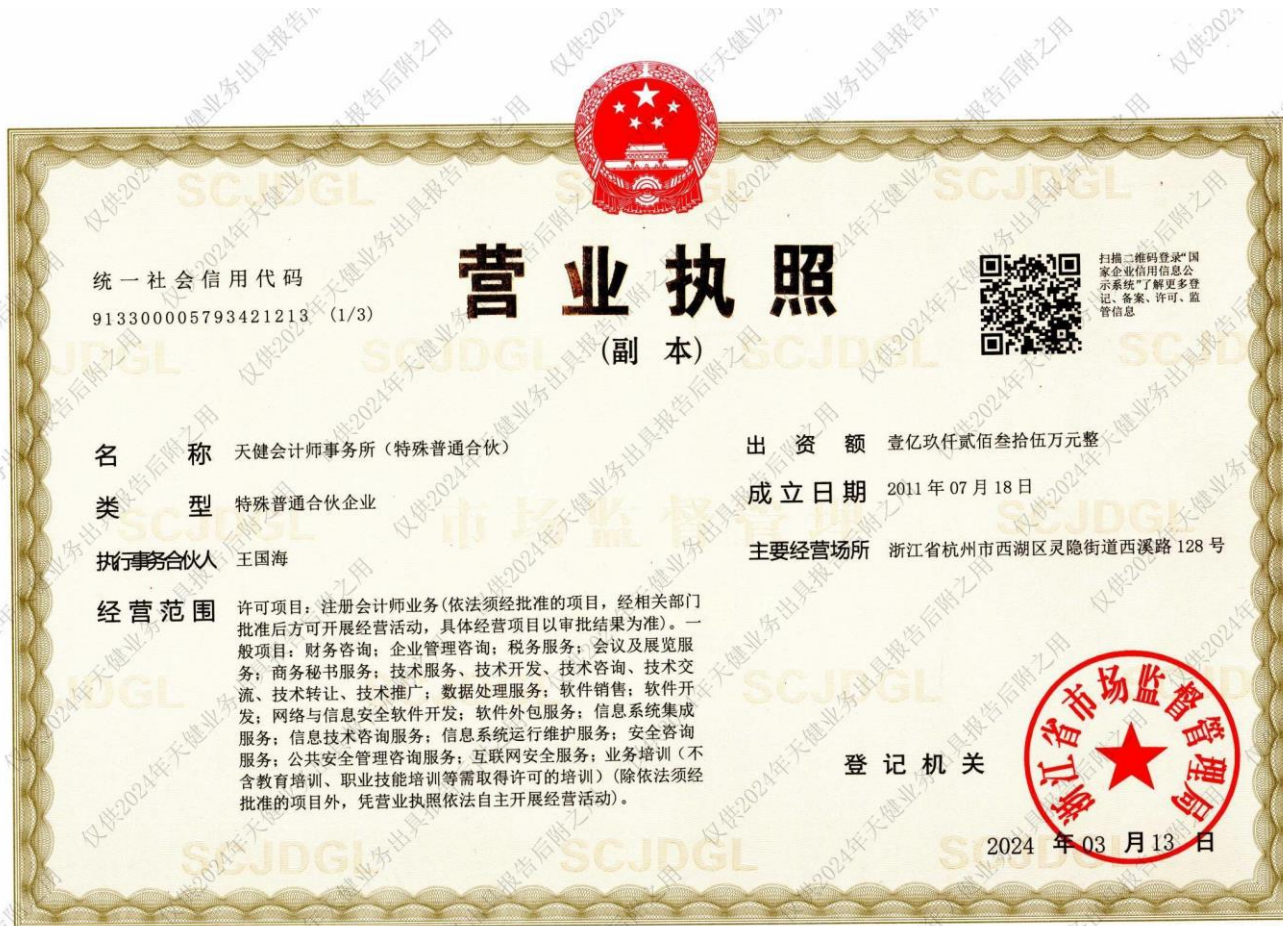 营业执照
(副 本)
统一社会信用代码
913300005793421213 (1/3)
扫描二维码登录“国
家企业信用信息公
示系统”了解更多登
记、备案、许可、监
管信息
名 称 天健会计师事务所（特殊普通合伙）
类 型 特殊普通合伙企业
执行事务合伙人 王国海
经营范围 许可项目：注册会计师业务(依法须经批准的项目，经相关部门
批准后方可开展经营活动，具体经营项目以审批结果为准)。一
般项目：财务咨询；企业管理咨询；税务服务；会议及展览服
务；商务秘书服务；技术服务、技术开发、技术咨询、技术交
流、技术转让、技术推广；数据处理服务；软件销售；软件开
发；网络与信息安全软件开发；软件外包服务；信息系统集成
服务；信息技术咨询服务；信息系统运行维护服务；安全咨询
服务；公共安全管理咨询服务；互联网安全服务；业务培训（不
含教育培训、职业技能培训等需取得许可的培训）(除依法须经
批准的项目外，凭营业执照依法自主开展经营活动)。
出 资 额 壹亿玖仟贰佰叁拾伍万元整
成立日期 2011年07月18日
主要经营场所 浙江省杭州市西湖区灵隐街道西溪路128号
登记机关
浙江省市场监督管理局
2024 年 03 月 13 日
SCJDGL
市场监督管理
仅供2024年天健业务出具报告后附之用